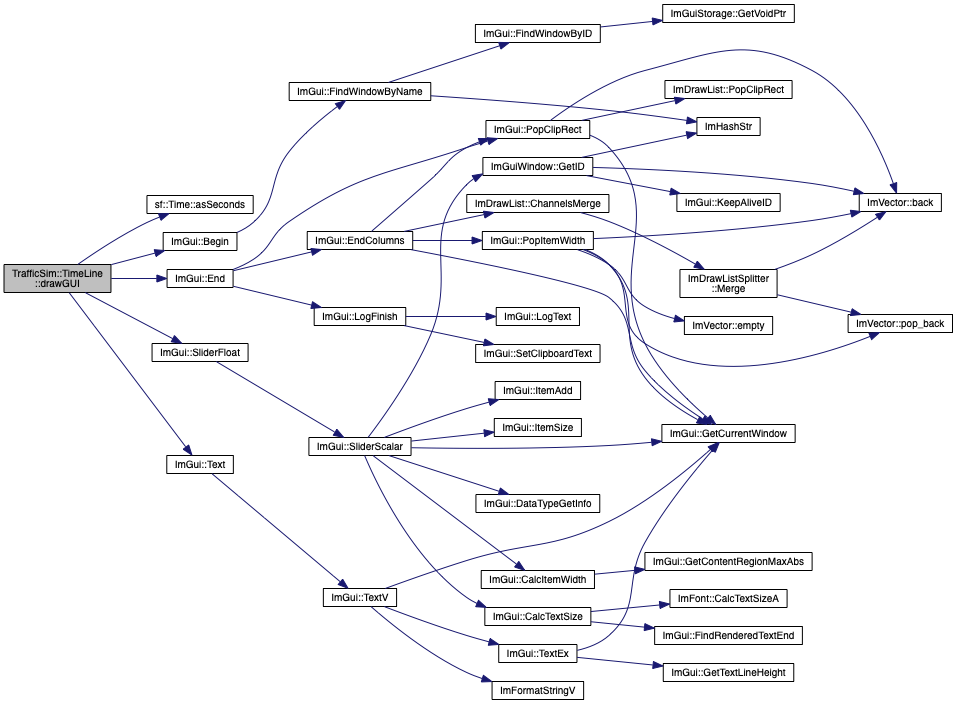 ImGuiStorage::GetVoidPtr
ImGui::FindWindowByID
ImGui::FindWindowByName
ImDrawList::PopClipRect
ImGui::PopClipRect
ImHashStr
ImGuiWindow::GetID
sf::Time::asSeconds
ImDrawList::ChannelsMerge
ImGui::KeepAliveID
ImVector::back
ImGui::Begin
ImGui::EndColumns
ImGui::PopItemWidth
TrafficSim::TimeLine
::drawGUI
ImGui::End
ImDrawListSplitter
::Merge
ImGui::LogFinish
ImGui::LogText
ImVector::empty
ImVector::pop_back
ImGui::SliderFloat
ImGui::SetClipboardText
ImGui::ItemAdd
ImGui::ItemSize
ImGui::GetCurrentWindow
ImGui::SliderScalar
ImGui::Text
ImGui::DataTypeGetInfo
ImGui::GetContentRegionMaxAbs
ImGui::CalcItemWidth
ImGui::TextV
ImFont::CalcTextSizeA
ImGui::CalcTextSize
ImGui::FindRenderedTextEnd
ImGui::TextEx
ImGui::GetTextLineHeight
ImFormatStringV